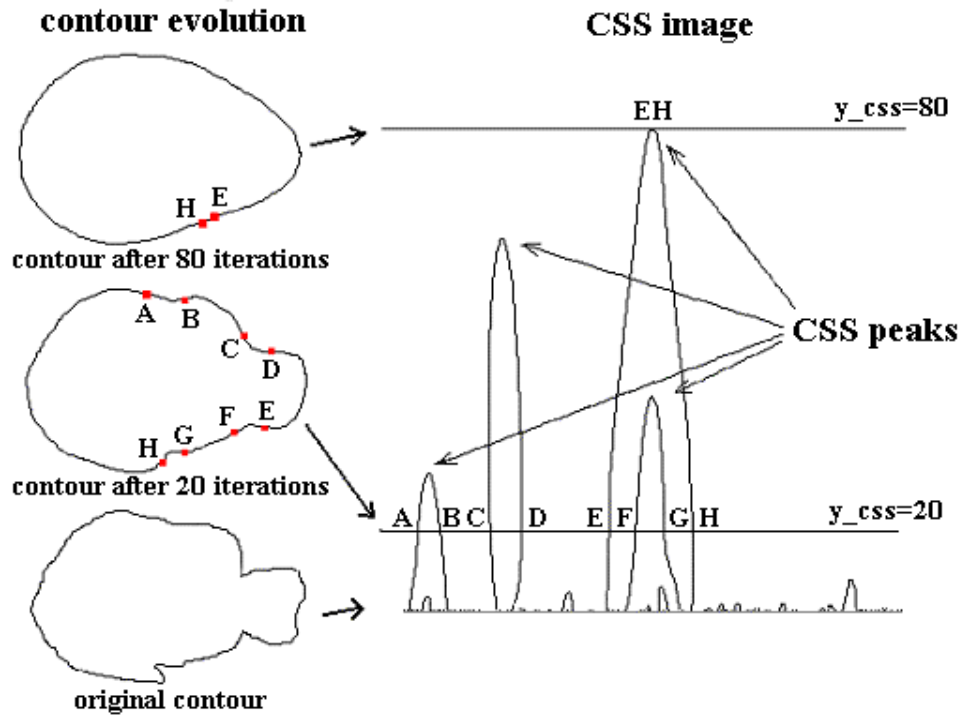 contour evolution
CSS image
y_css=80
EH
H E
contour after 80 iterations
CSS peaks
A B
C D
F E
H G
contour after 20 iterations
A B C D E F G H
y_css=20
original contour